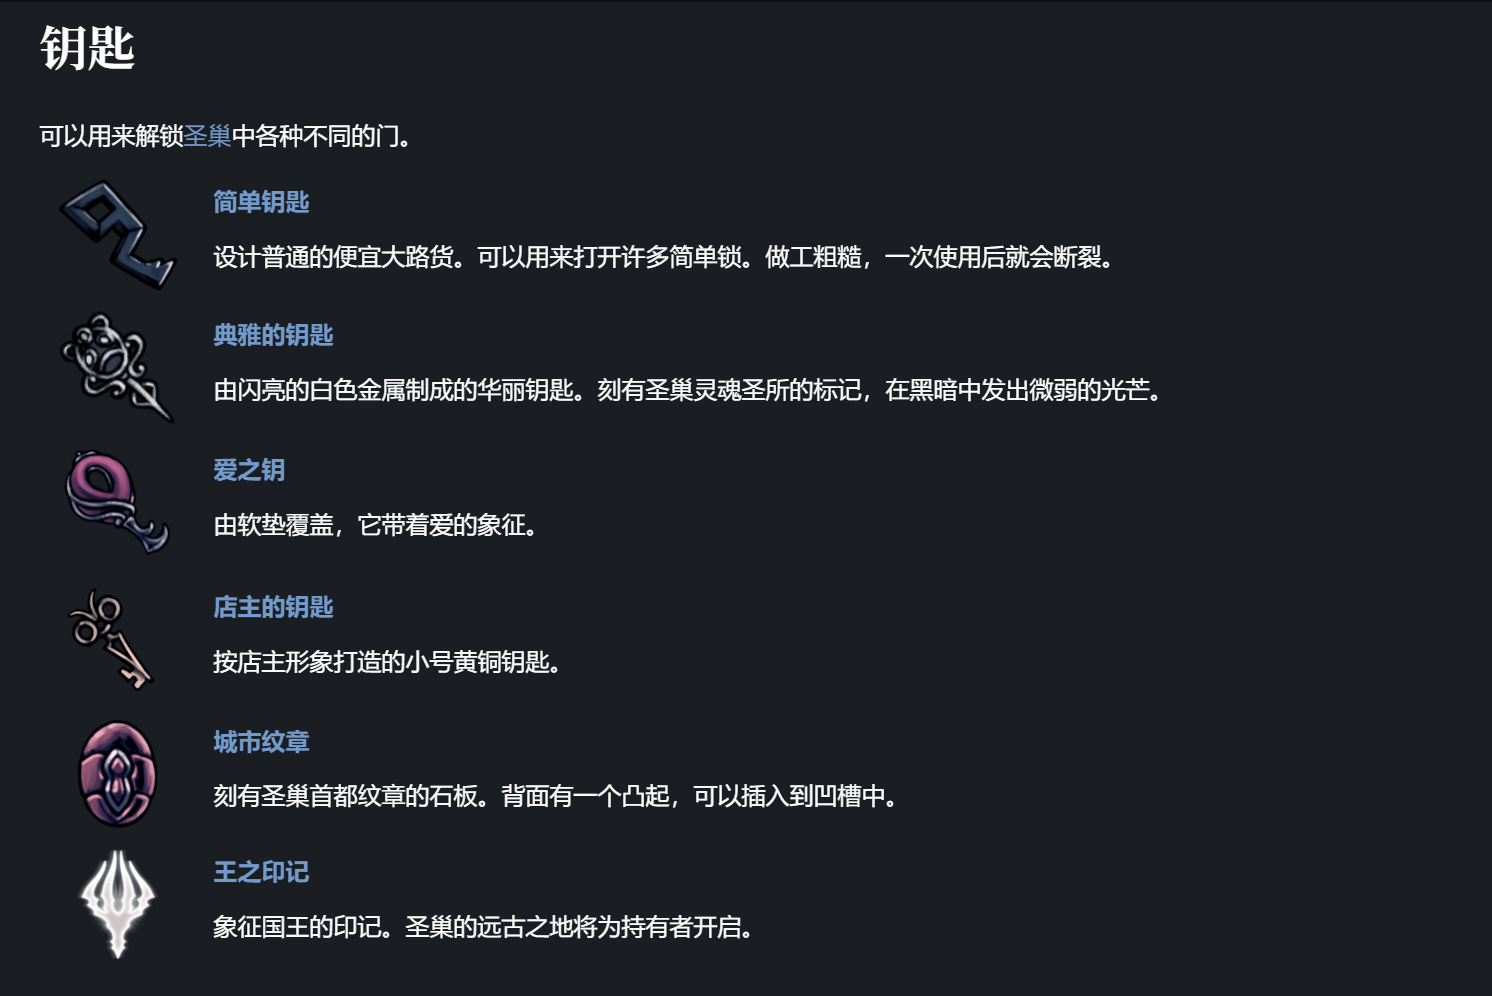 钥匙
可以用来解锁圣巢中各种不同的门。
简单钥匙
设计普通的便宜大路货。可以用来打开许多简单锁。做工粗糙，一次使用后就会断裂。
典雅的钥匙
由闪亮的白色金属制成的华丽钥匙。刻有圣巢灵魂圣所的标记，在黑暗中发出微弱的光芒。
爱之钥
由软垫覆盖，它带着爱的象征。
店主的钥匙
按店主形象打造的小号黄铜钥匙。
城市纹章
刻有圣巢首都纹章的石板。背面有一个凸起，可以插入到凹槽中。
王之印记
象征国王的印记。圣巢的远古之地将为持有者开启。